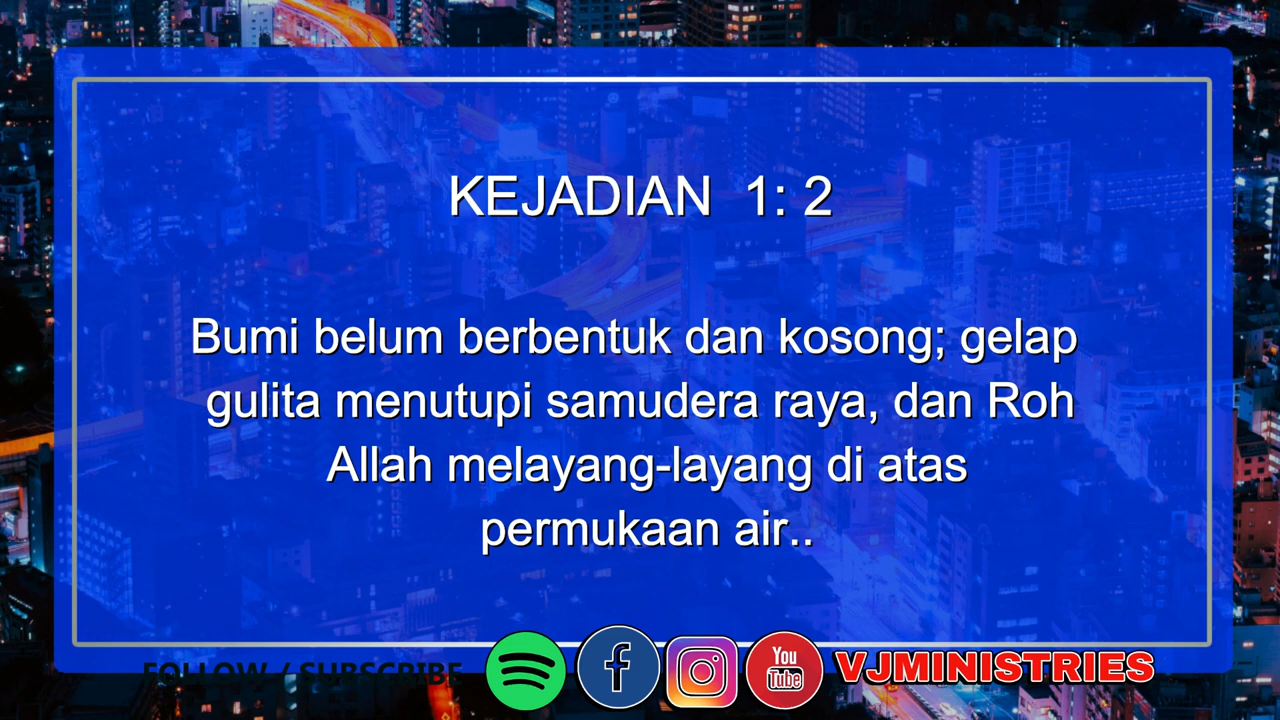 KEJADIAN 1: 2
Bumi belum berbentuk dan kosong; gelap
gulita menutupi samudera raya, dan Roh
Allah melayang-layang di atas
permukaan air..
FOLLOW / SUBSCRIBE
You
Tube
VJMINISTRIES